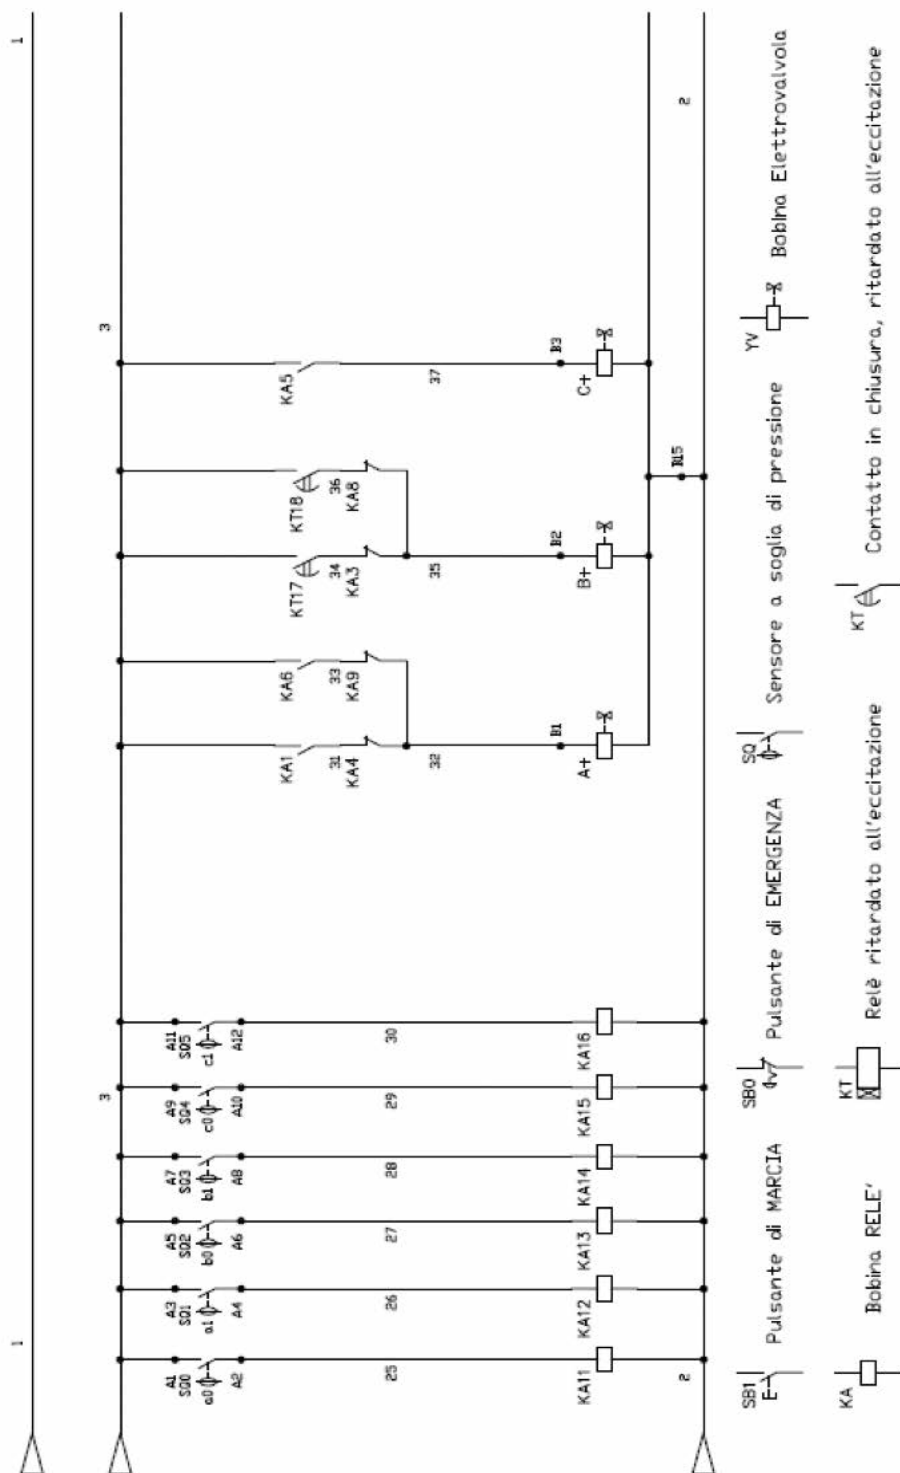 1 1
3 3
A1 A3 A5 A7 A9 A11
SQ0 SQ1 SQ2 SQ3 SQ4 SQ5
a0 a1 b0 b1 c0 c1
A2 A4 A6 A8 A10 A12
KA1 KA6 KT17 KT18 KA5
31 33 34 36
KA4 KA9 KA3 KA8
25 26 27 28 29 30
32 35 37
B1 B2 B3
KA11 KA12 KA13 KA14 KA15 KA16 A+ B+ C+
B15
2 2
SB1 Pulsante di MARCIA
SB0 Pulsante di EMERGENZA
SQ Sensore a soglia di pressione
YV Bobina Elettrovalvola
KA Bobina RELE'
KT Relè ritardato all'eccitazione
KT Contatto in chiusura, ritardato all'eccitazione